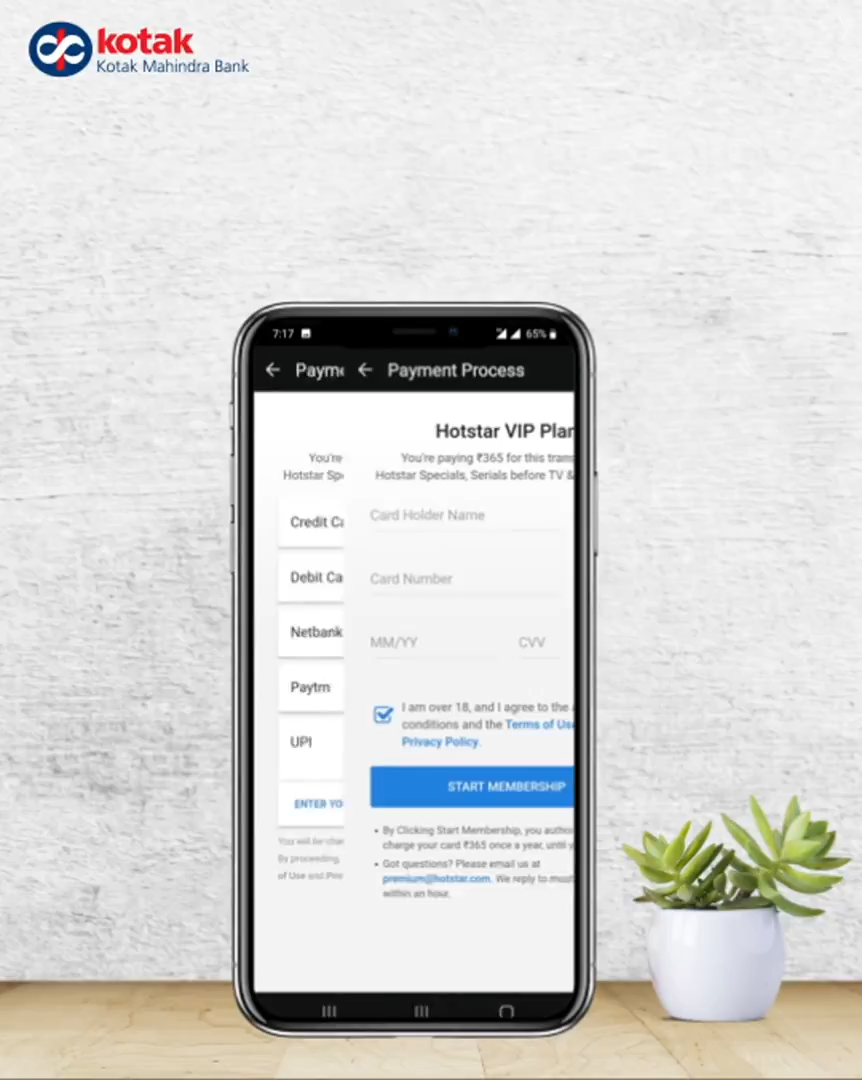 kotak
Kotak Mahindra Bank
7:17
65%
Payme
Payment Process
Hotstar VIP Plan
You're
You're paying ₹365 for this trans
Hotstar Sp
Hotstar Specials, Serials before TV &
Credit Ca
Card Holder Name
Debit Ca
Card Number
Netbank
MM/YY
CVV
Paytm
I am over 18, and I agree to the
conditions and the Terms of Use
Privacy Policy.
UPI
START MEMBERSHIP
ENTER YO
By Clicking Start Membership, you autho
charge your card ₹365 once a year, until y
You will be char
Got questions? Please email us at
By proceeding,
premium@hotstar.com. We reply to most
of Use and Priv
within an hour.